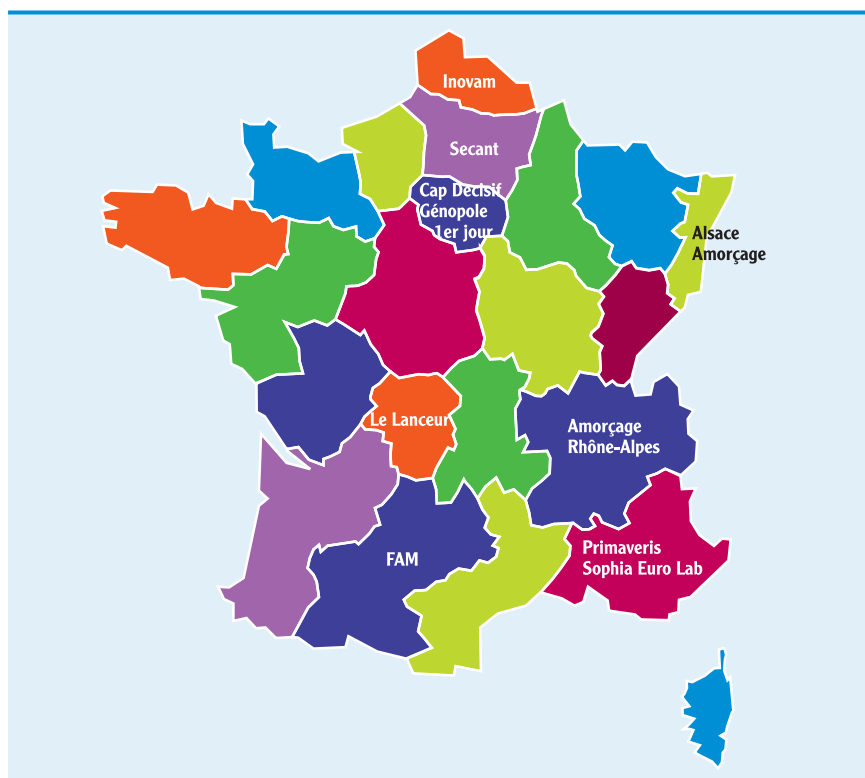 Inovam
Secant
Cap Decisif
Génopole
1er jour
Alsace
Amorçage
Le Lanceur
Amorçage
Rhône-Alpes
FAM
Primaveris
Sophia Euro Lab